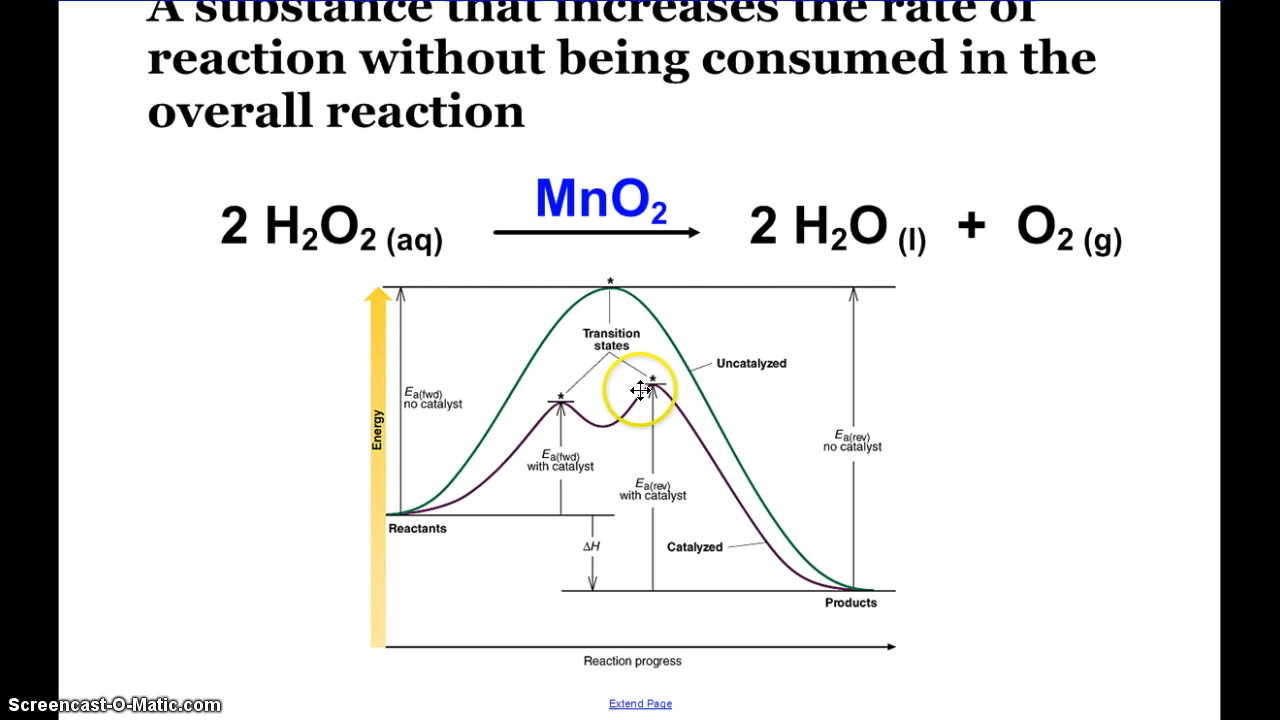 A substance that increases the rate of
reaction without being consumed in the
overall reaction
MnO2
2 H2O2 (aq) 2 H2O (l) + O2 (g)
*
Transition
states
Uncatalyzed
*
*
Ea(fwd)
no catalyst
Energy
Ea(rev)
no catalyst
Ea(fwd)
with catalyst
Ea(rev)
with catalyst
Reactants
ΔH
Catalyzed
Products
Reaction progress
Extend Page
Screencast-O-Matic.com